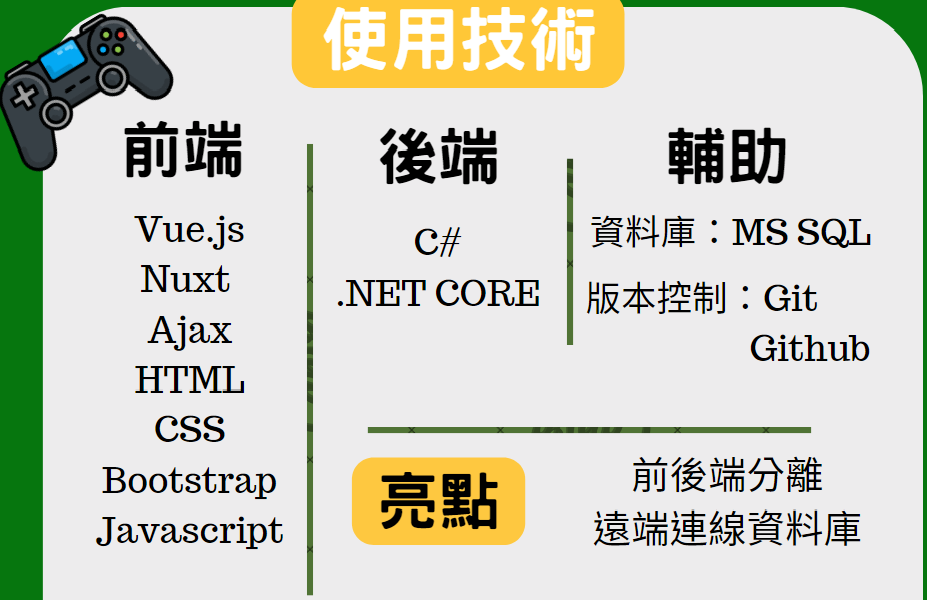 使用技術
前端
Vue.js
Nuxt
Ajax
HTML
CSS
Bootstrap
Javascript
後端
C#
.NET CORE
輔助
資料庫：MS SQL
版本控制：Git
Github
亮點
前後端分離
遠端連線資料庫